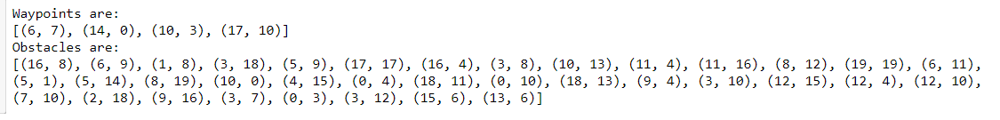 Waypoints are:
[(6, 7), (14, 0), (10, 3), (17, 10)]
Obstacles are:
[(16, 8), (6, 9), (1, 8), (3, 18), (5, 9), (17, 17), (16, 4), (3, 8), (10, 13), (11, 4), (11, 16), (8, 12), (19, 19), (6, 11),
(5, 1), (5, 14), (8, 19), (10, 0), (4, 15), (0, 4), (18, 11), (0, 10), (18, 13), (9, 4), (3, 10), (12, 15), (12, 4), (12, 10),
(7, 10), (2, 18), (9, 16), (3, 7), (0, 3), (3, 12), (15, 6), (13, 6)]